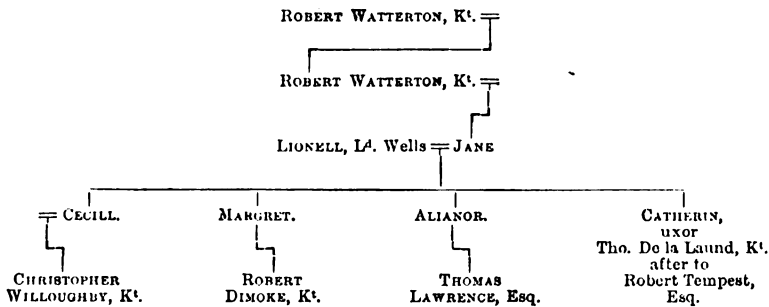 ROBERT WATTERTON, Kt.
ROBERT WATTERTON, Kt.
LIONELL, Ld. Wells = JANE
= CECILL.
MARGRET.
ALIANOR.
CATHERIN,
uxor
Tho. De la Laund, Kt.
after to
Robert Tempest,
Esq.
CHRISTOPHER
WILLOUGHBY, Kt.
ROBERT
DIMOKE, Kt.
THOMAS
LAWRENCE, Esq.